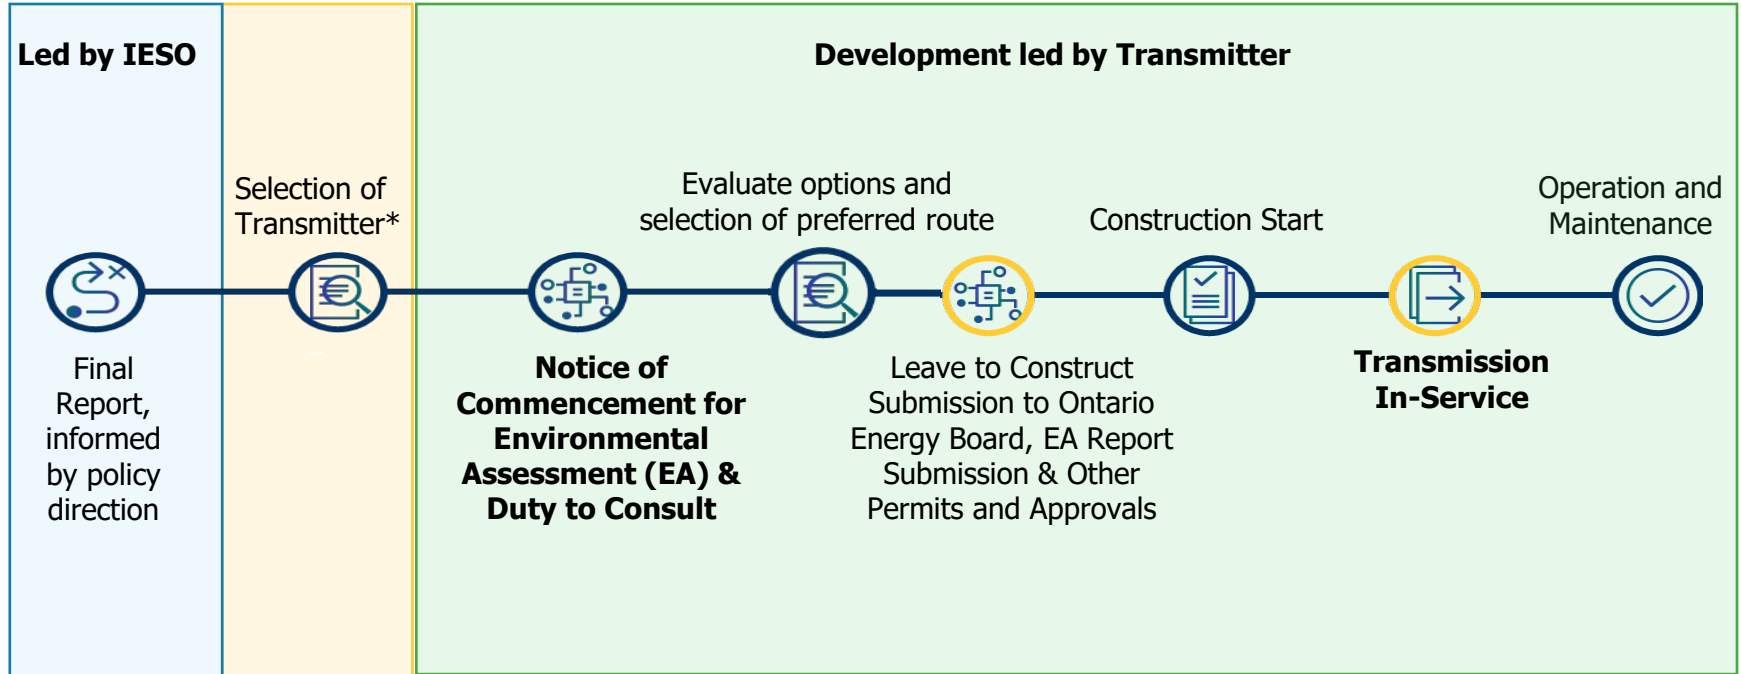 Led by IESO
Development led by Transmitter
Selection of
Transmitter*
Evaluate options and
selection of preferred route
Construction Start
Operation and
Maintenance
Final
Report,
informed
by policy
direction
Notice of
Commencement for
Environmental
Assessment (EA) &
Duty to Consult
Leave to Construct
Submission to Ontario
Energy Board, EA Report
Submission & Other
Permits and Approvals
Transmission
In-Service